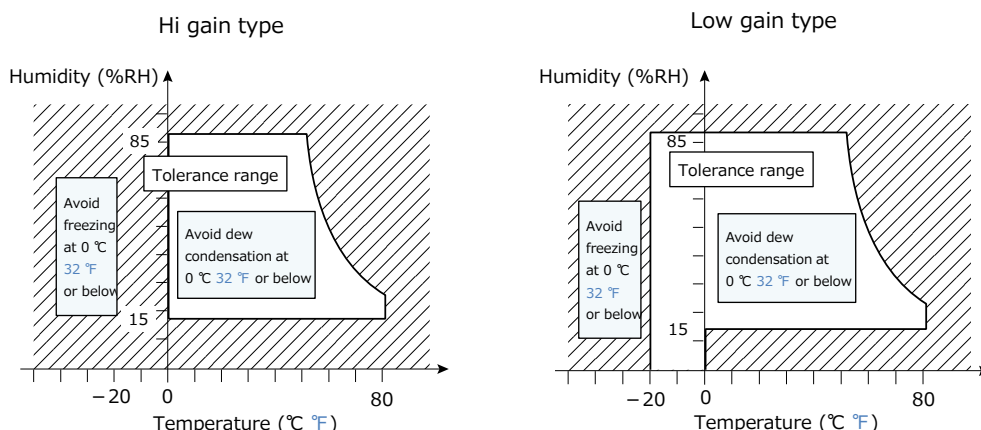 Hi gain type
Humidity (%RH)
85
Tolerance range
Avoid
freezing
at 0 ℃
32 ℉
or below
Avoid dew
condensation at
0 ℃ 32 ℉ or below
15
−20
0
80
Temperature (℃ ℉)
Low gain type
Humidity (%RH)
85
Tolerance range
Avoid
freezing
at 0 ℃
32 ℉
or below
Avoid dew
condensation at
0 ℃ 32 ℉ or below
15
−20
0
80
Temperature (℃ ℉)